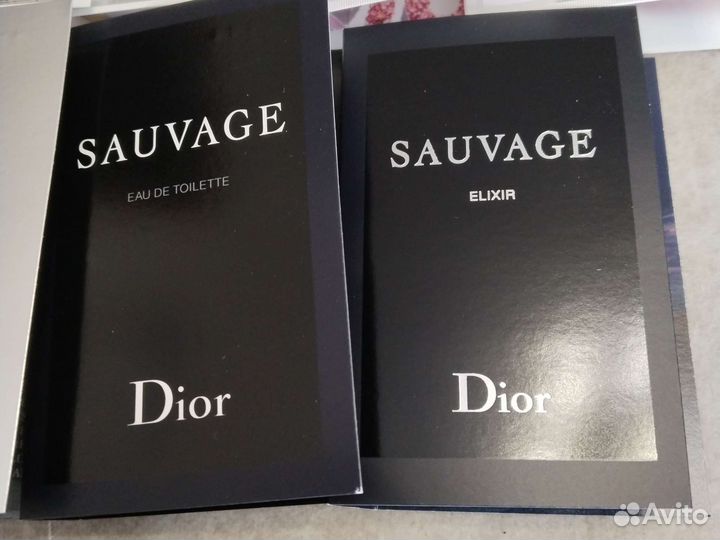 SAUVAGE
EAU DE TOILETTE
Dior
SAUVAGE
ELIXIR
Dior
Avito